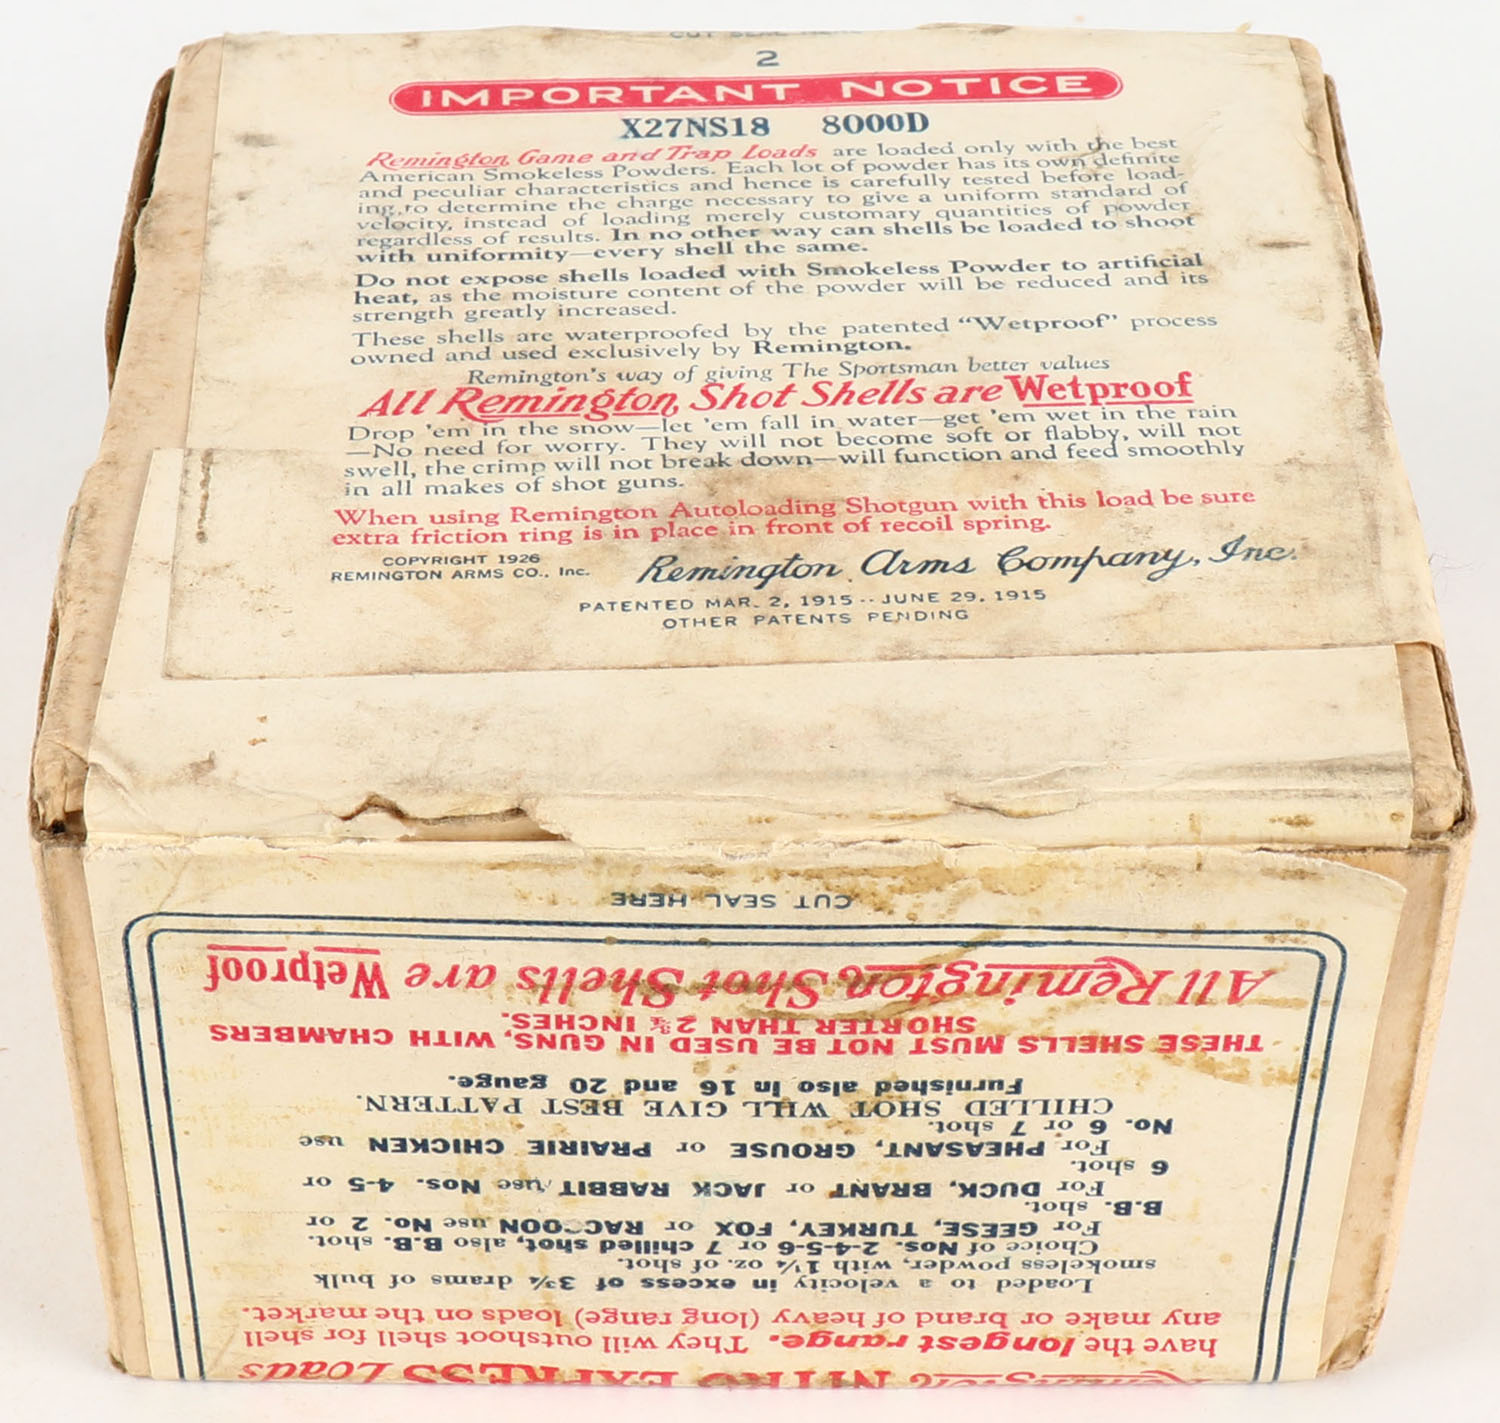 CUT SEAL HERE
2
IMPORTANT NOTICE
X27NS18 8000D
Remington Game and Trap Loads are loaded only with the best
American Smokeless Powders. Each lot of powder has its own definite
and peculiar characteristics and hence is carefully tested before load-
ing, to determine the charge necessary to give a uniform standard of
velocity, instead of loading merely customary quantities of powder
regardless of results. In no other way can shells be loaded to shoot
with uniformity—every shell the same.
Do not expose shells loaded with Smokeless Powder to artificial
heat, as the moisture content of the powder will be reduced and its
strength greatly increased.
These shells are waterproofed by the patented "Wetproof" process
owned and used exclusively by Remington.
Remington's way of giving The Sportsman better values
All Remington Shot Shells are Wetproof
Drop 'em in the snow—let 'em fall in water—get 'em wet in the rain
—No need for worry. They will not become soft or flabby, will not
swell, the crimp will not break down—will function and feed smoothly
in all makes of shot guns.
When using Remington Autoloading Shotgun with this load be sure
extra friction ring is in place in front of recoil spring.
COPYRIGHT 1926
REMINGTON ARMS CO., Inc.
Remington Arms Company, Inc.
PATENTED MAR. 2, 1915 -- JUNE 29, 1915
OTHER PATENTS PENDING
Remington NITRO EXPRESS Loads
have the longest range. They will outshoot shell for shell
any make or brand of heavy (long range) loads on the market.
Loaded to a velocity in excess of 3¾ drams of bulk
smokeless powder, with 1¼ oz. of shot.
Choice of Nos. 2-4-5-6 or 7 chilled shot, also B.B. shot.
For GEESE, TURKEY, FOX or RACCOON use No. 2 or
B.B. shot.
For DUCK, BRANT or JACK RABBIT use Nos. 4-5 or
6 shot.
For PHEASANT, GROUSE or PRAIRIE CHICKEN use
No. 6 or 7 shot.
CHILLED SHOT WILL GIVE BEST PATTERN.
Furnished also in 16 and 20 gauge.
THESE SHELLS MUST NOT BE USED IN GUNS, WITH CHAMBERS
SHORTER THAN 2¾ INCHES.
All Remington Shot Shells are Wetproof
CUT SEAL HERE